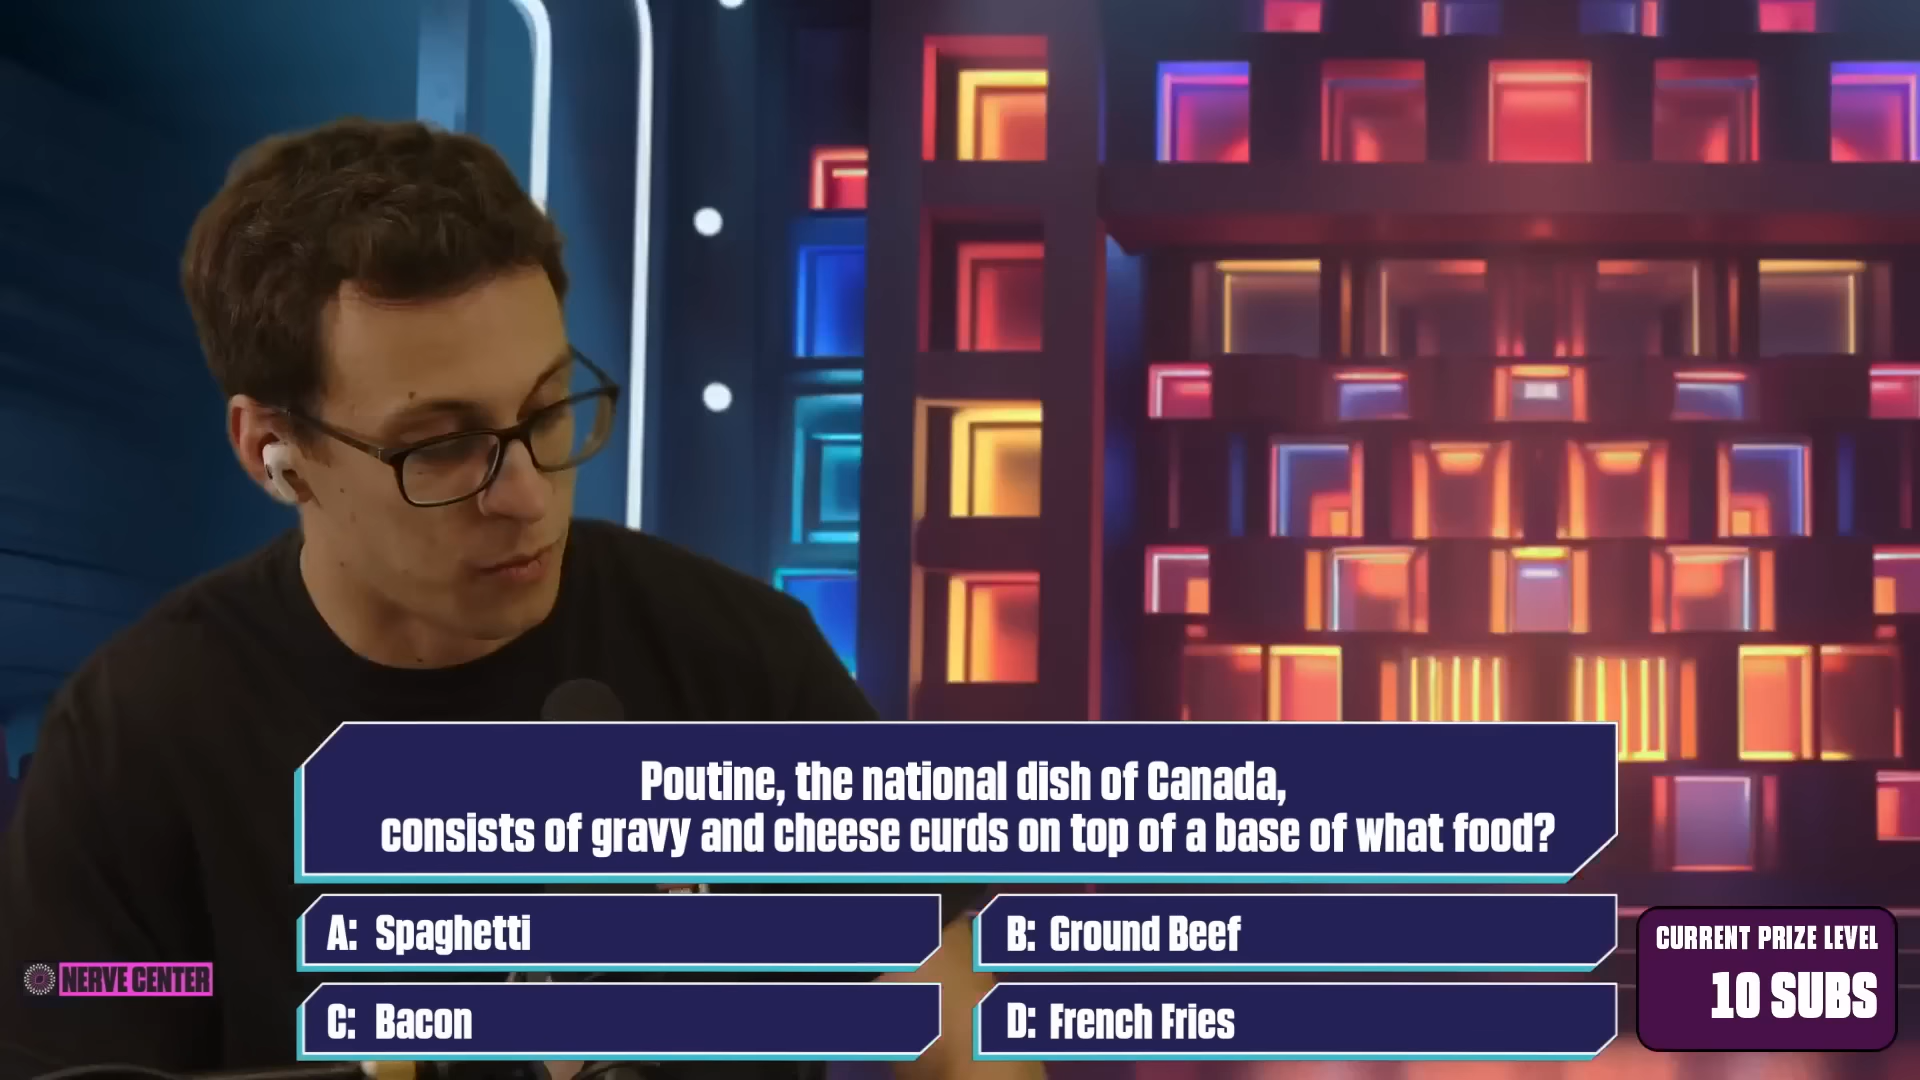 Poutine, the national dish of Canada,
consists of gravy and cheese curds on top of a base of what food?
A: Spaghetti
B: Ground Beef
C: Bacon
D: French Fries
CURRENT PRIZE LEVEL
10 SUBS
NERVE CENTER